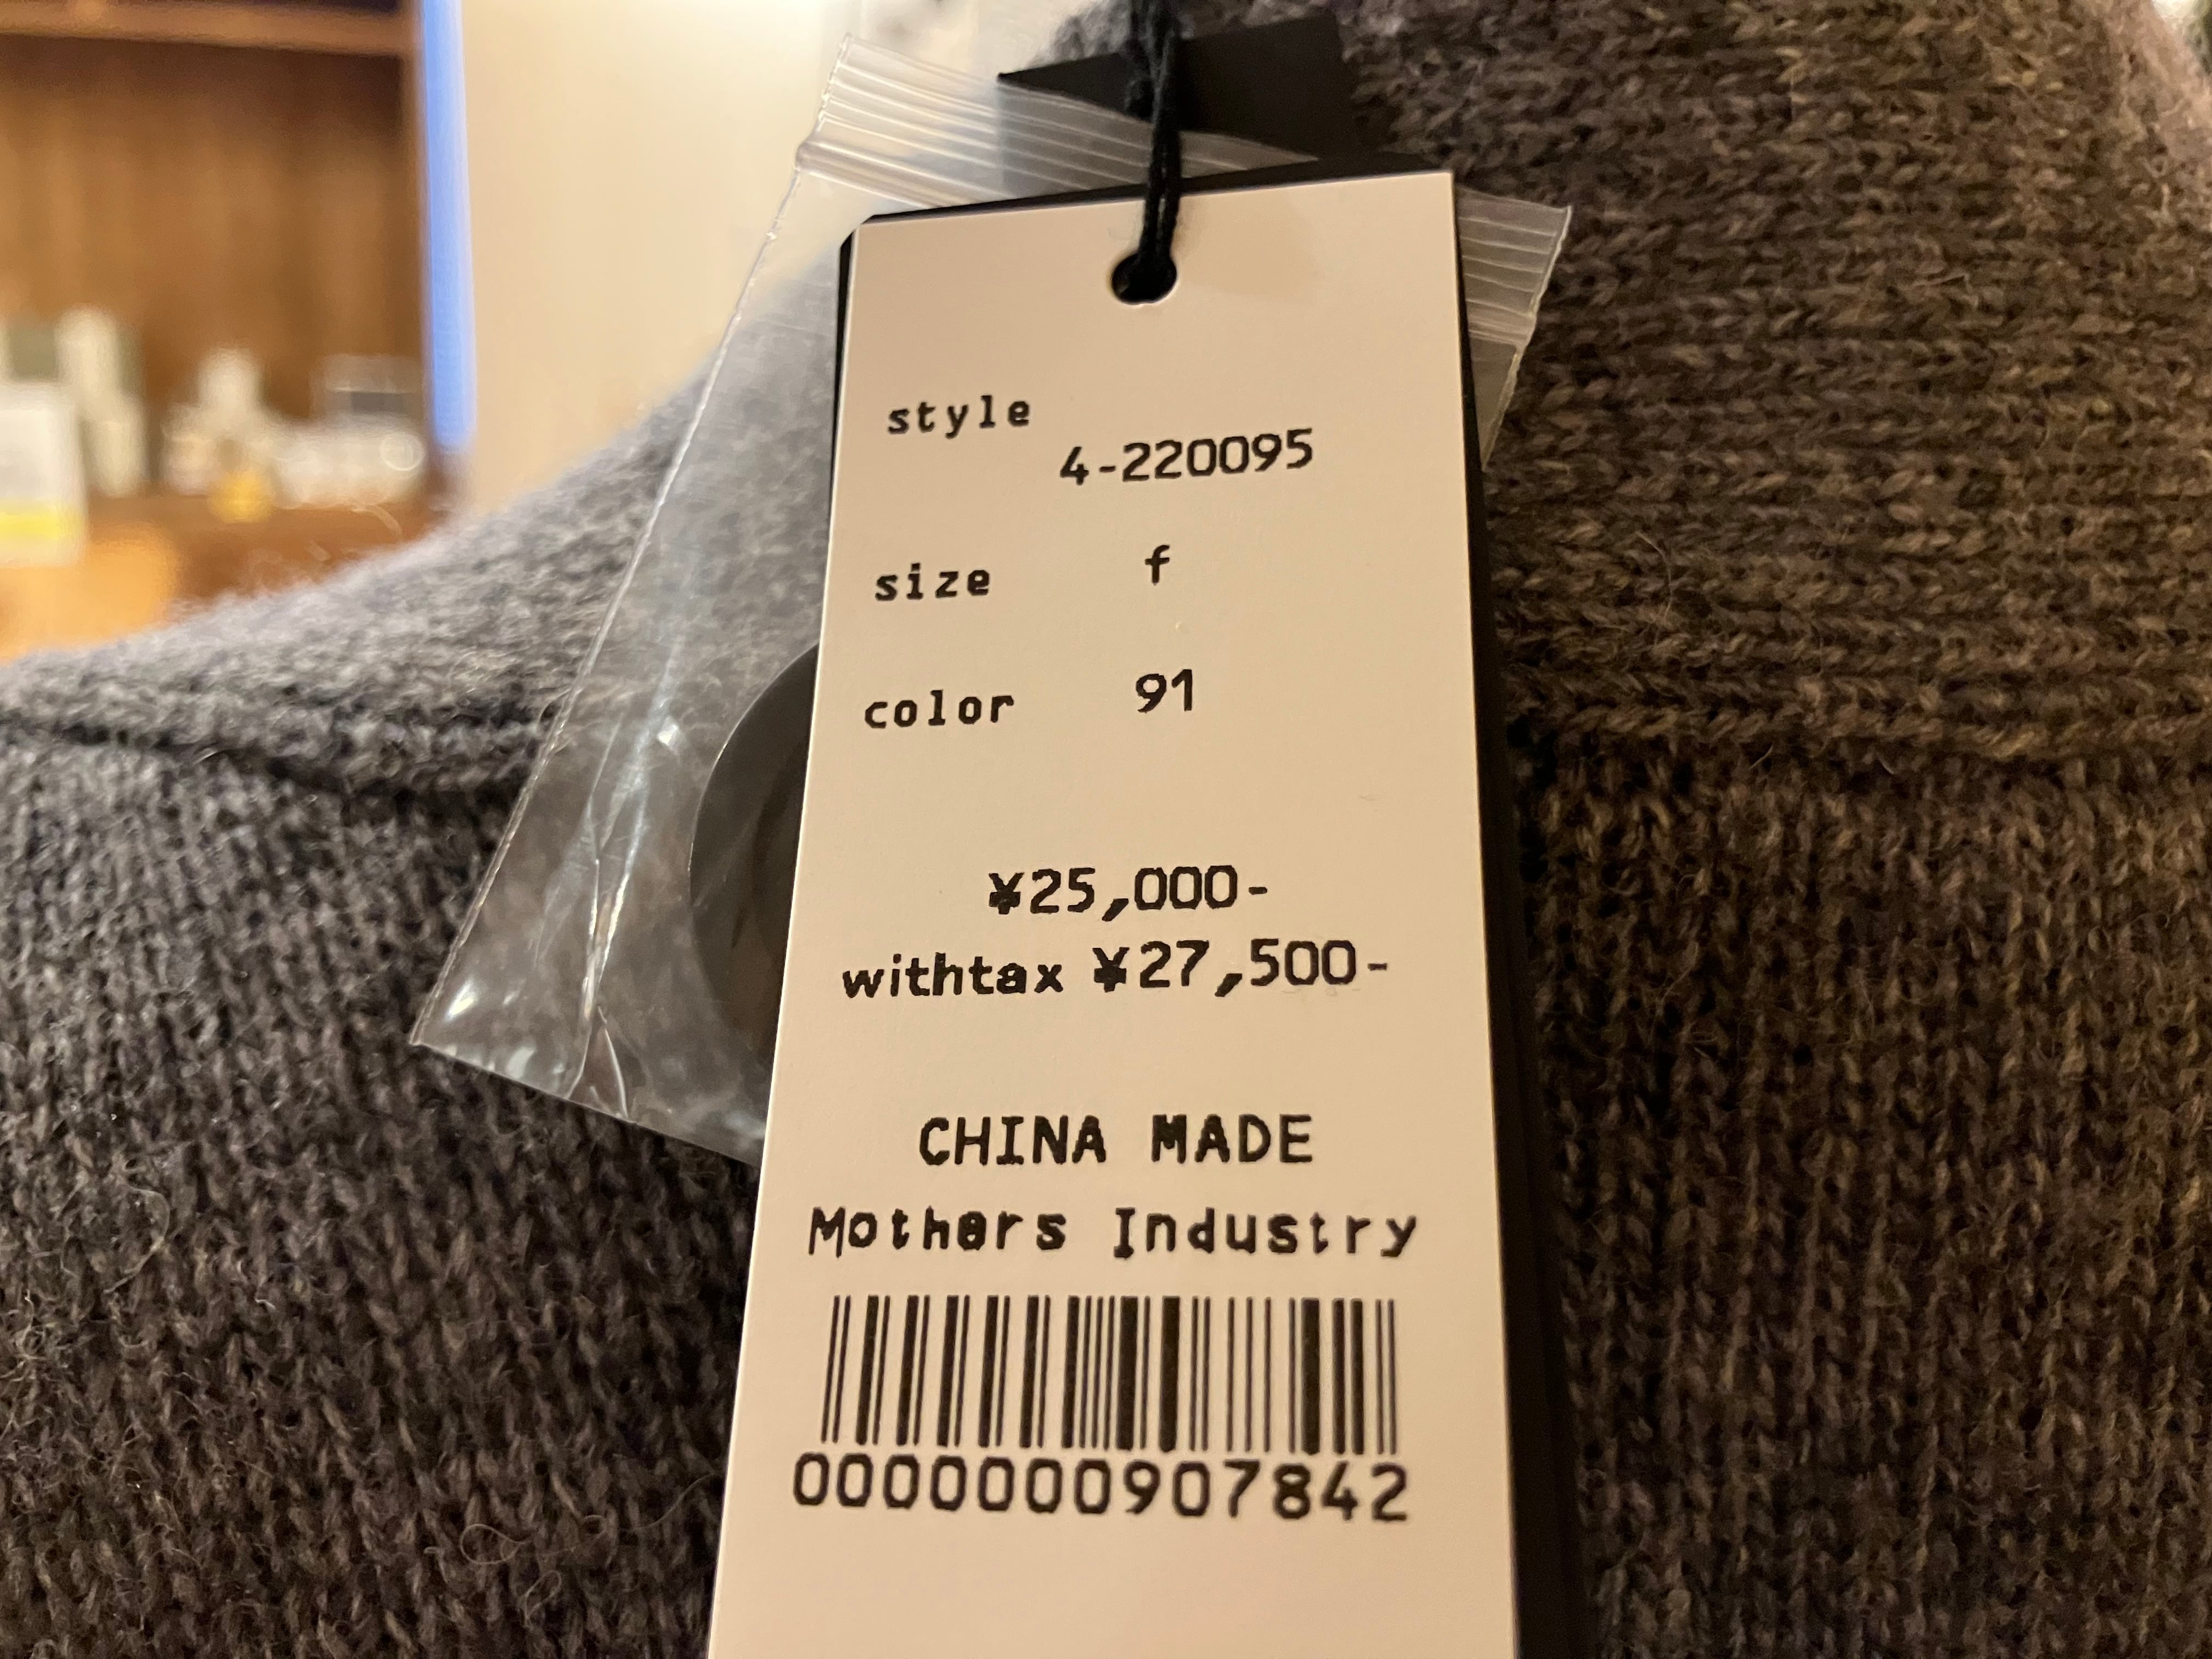 style
4-220095
size f
color 91
¥25,000-
withtax ¥27,500-
CHINA MADE
Mothers Industry
0000000907842